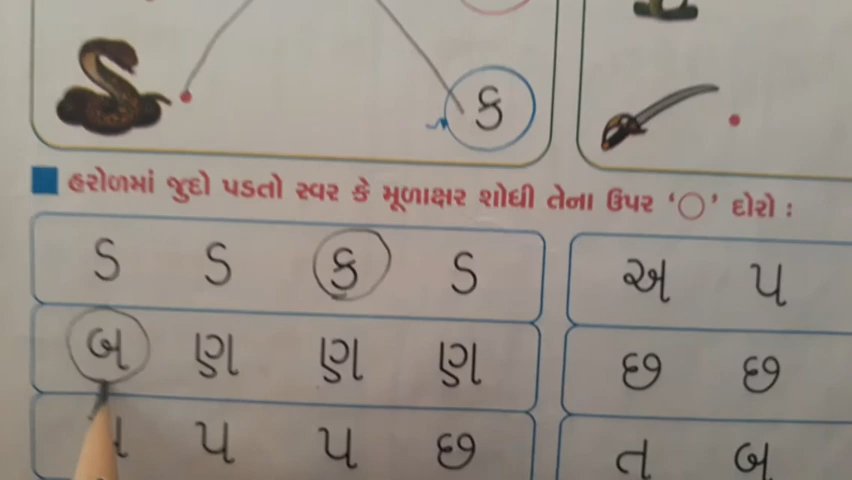 ક
હરોળમાં જુદો પડતો સ્વર કે મૂળાક્ષર શોધી તેના ઉપર ‘○’ દોરો :
ડ ડ ક ડ
અ પ
બ ણ ણ ણ
છ છ
પ પ છ
ત બ